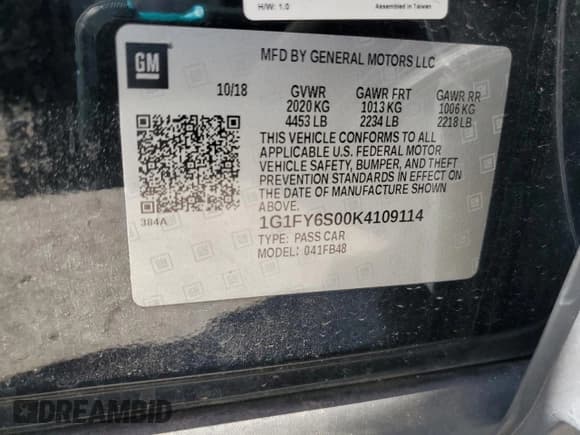 H/W: 1.0
Assembled in Taiwan
GM
MFD BY GENERAL MOTORS LLC
10/18 GVWR GAWR FRT GAWR RR
2020 KG 1013 KG 1006 KG
4453 LB 2234 LB 2218 LB
THIS VEHICLE CONFORMS TO ALL
APPLICABLE U.S. FEDERAL MOTOR
VEHICLE SAFETY, BUMPER, AND THEFT
PREVENTION STANDARDS IN EFFECT ON
THE DATE OF MANUFACTURE SHOWN
ABOVE.
384A
1G1FY6S00K4109114
TYPE: PASS CAR
MODEL: 041FB48
DREAMBID